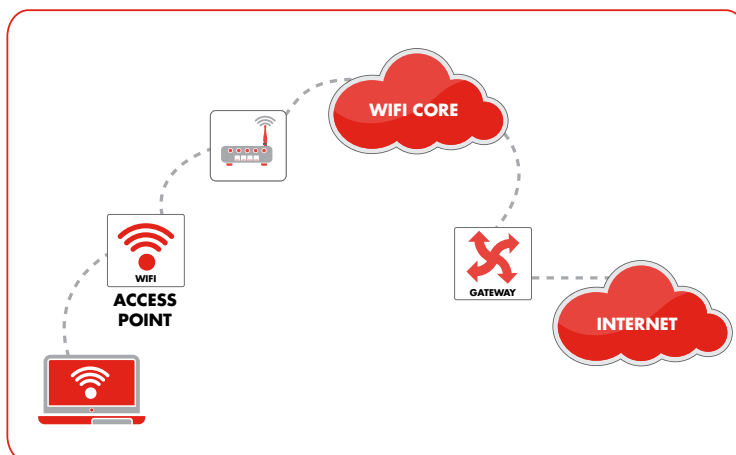 WIFI CORE
WIFI
ACCESS
POINT
GATEWAY
INTERNET